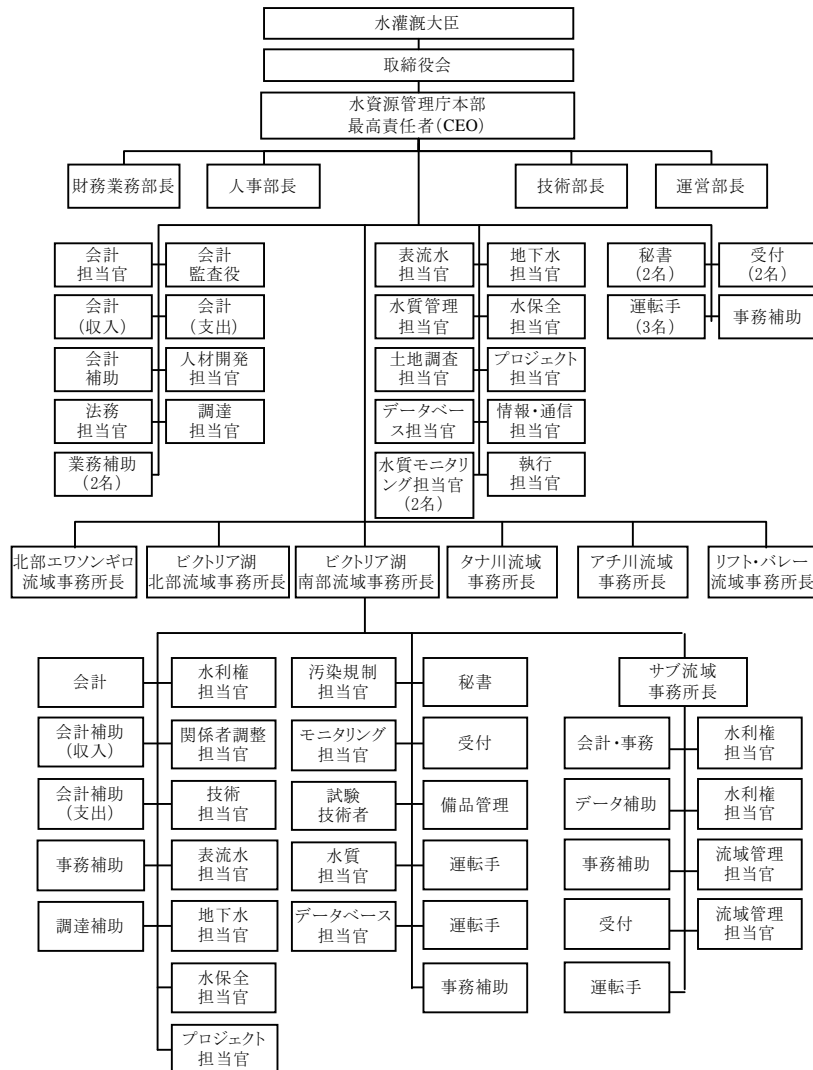 水灌漑大臣
取締役会
水資源管理庁本部
最高責任者(CEO)
財務業務部長
人事部長
技術部長
運営部長
会計
担当官
会計
監査役
表流水
担当官
地下水
担当官
秘書
(2名)
受付
(2名)
会計
(収入)
会計
(支出)
水質管理
担当官
水保全
担当官
運転手
(3名)
事務補助
会計
補助
人材開発
担当官
土地調査
担当官
プロジェクト
担当官
法務
担当官
調達
担当官
データベー
ス担当官
情報・通信
担当官
業務補助
(2名)
水質モニタリ
ング担当官
(2名)
執行
担当官
北部エワソンギロ
流域事務所長
ビクトリア湖
北部流域事務所長
ビクトリア湖
南部流域事務所長
タナ川流域
事務所長
アチ川流域
事務所長
リフト・バレー
流域事務所長
会計
水利権
担当官
汚染規制
担当官
秘書
サブ流域
事務所長
会計補助
(収入)
関係者調整
担当官
モニタリング
担当官
受付
会計・事務
水利権
担当官
会計補助
(支出)
技術
担当官
試験
技術者
備品管理
データ補助
水利権
担当官
事務補助
表流水
担当官
水質
担当官
運転手
事務補助
流域管理
担当官
調達補助
地下水
担当官
データベース
担当官
運転手
受付
流域管理
担当官
水保全
担当官
事務補助
運転手
プロジェクト
担当官